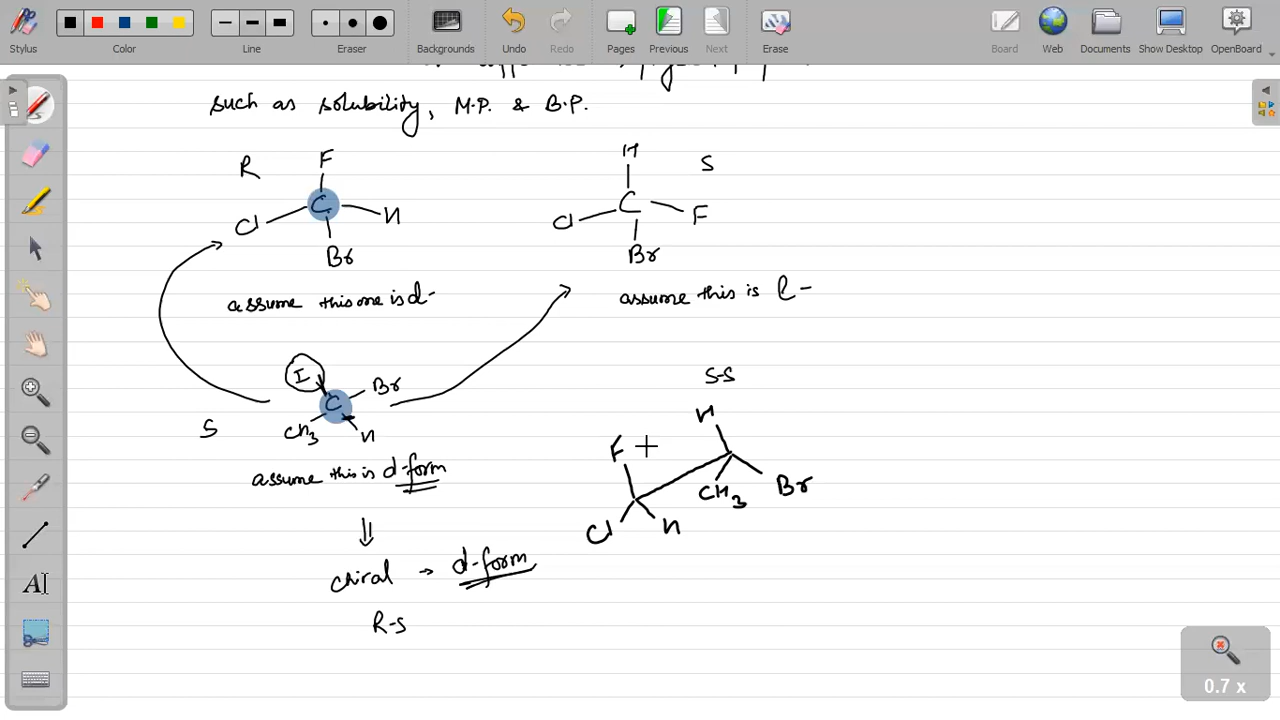 Stylus
Color
Line
Eraser
Backgrounds
Undo
Redo
Pages
Previous
Next
Erase
Board
Web
Documents
Show Desktop
OpenBoard
such as solubility, M.P. & B.P.
R
F
C
Cl
H
Br
assume this one is d-
H
S
C
Cl
F
Br
assume this is l-
I
Br
C
CH3
H
S
assume this is d-form
⇓
chiral → d-form
R-S
S-S
H
F
CH3
Br
Cl
H
0.7 x